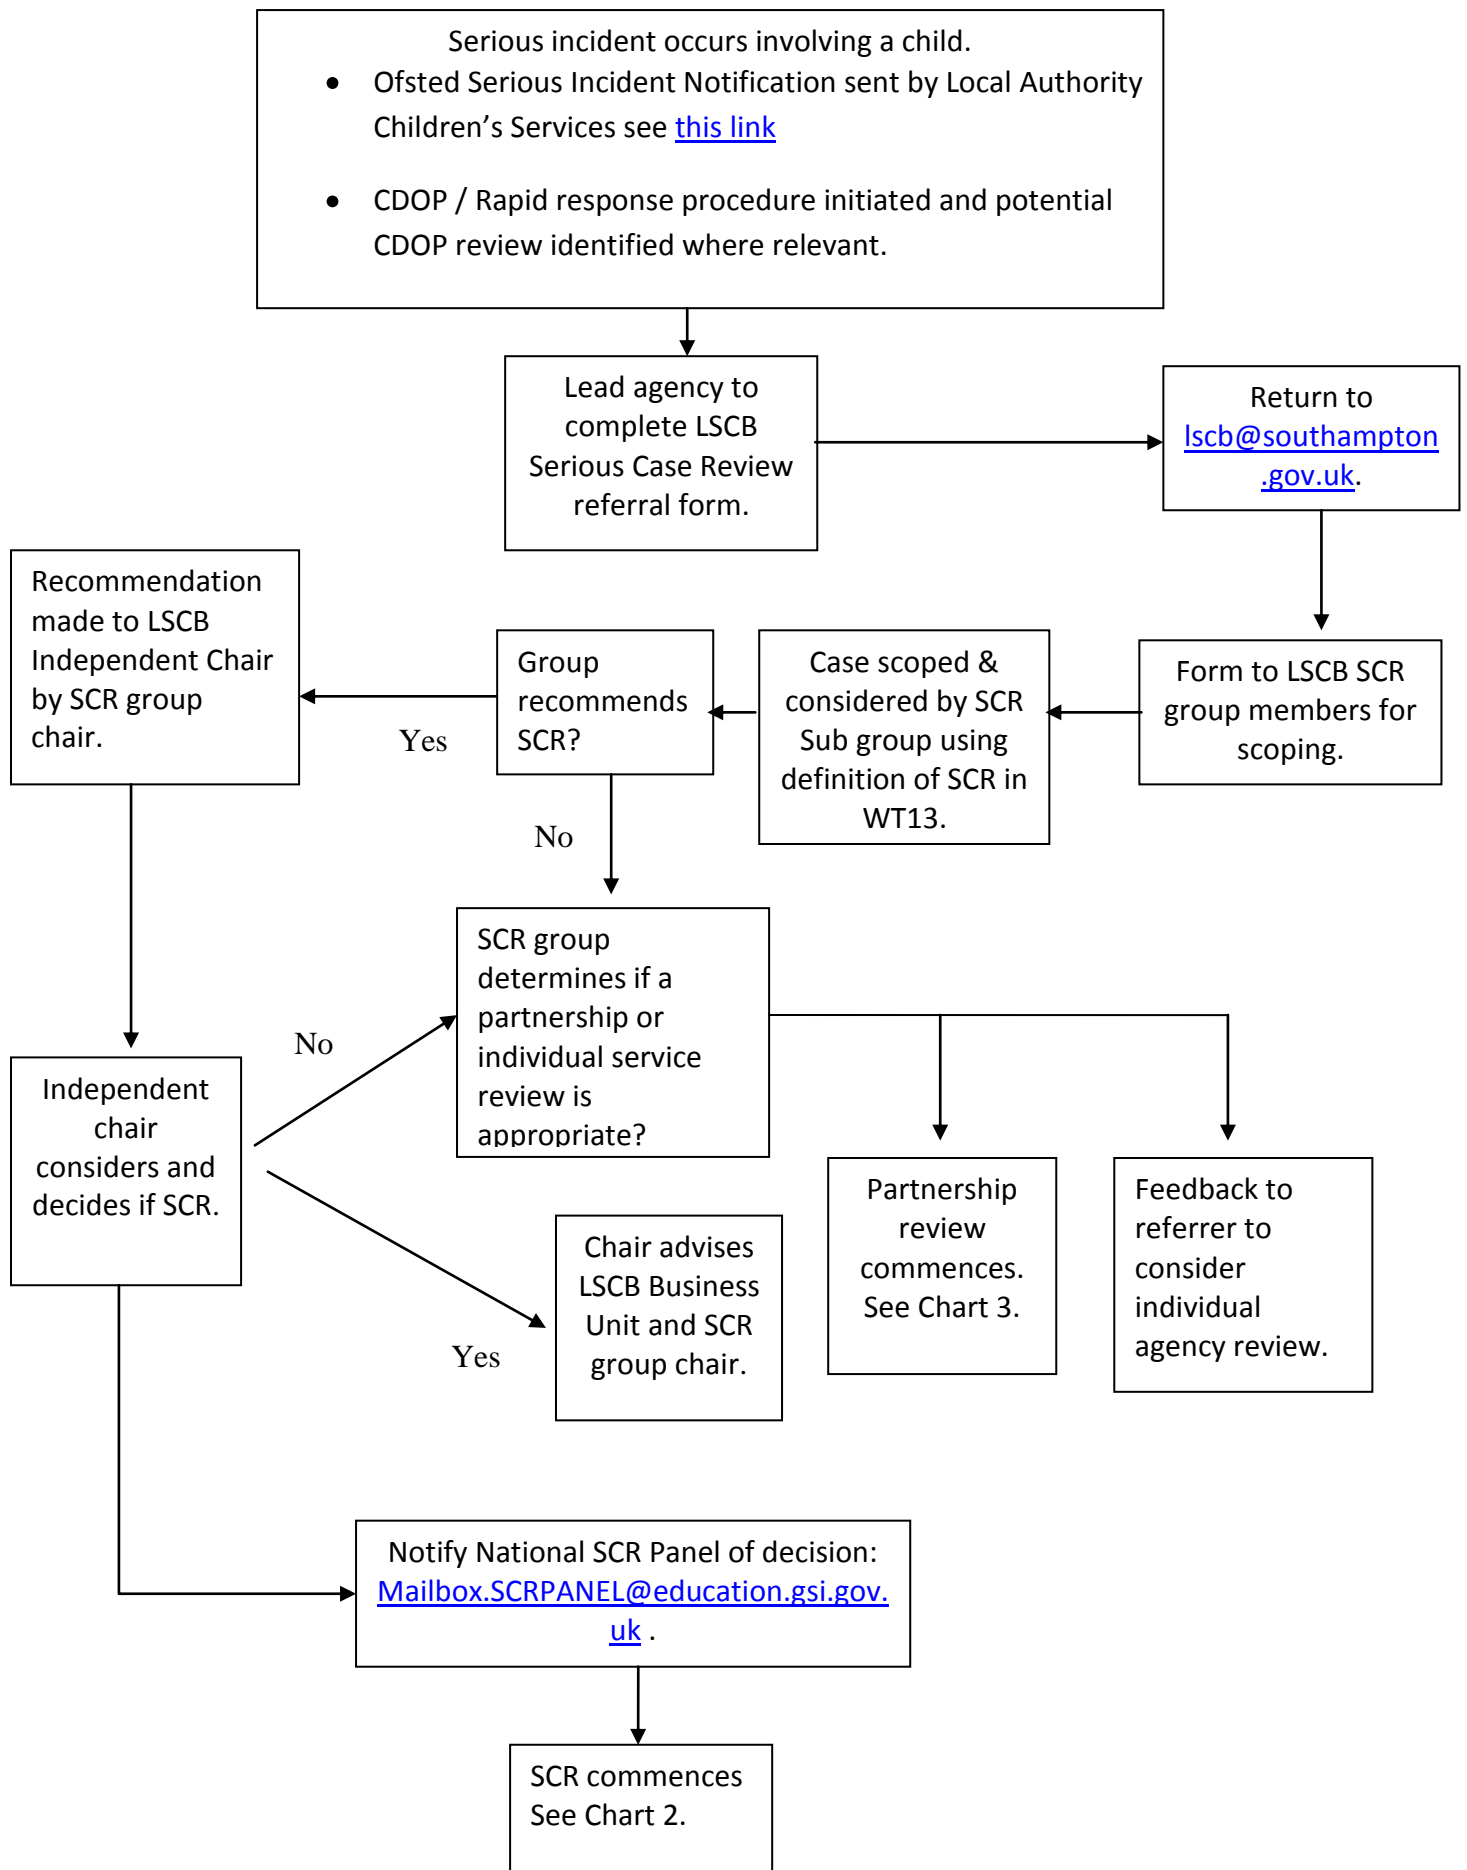 Serious incident occurs involving a child.
• Ofsted Serious Incident Notification sent by Local Authority
Children’s Services see this link
• CDOP / Rapid response procedure initiated and potential
CDOP review identified where relevant.
Lead agency to
complete LSCB
Serious Case Review
referral form.
Return to
lscb@southampton
.gov.uk.
Form to LSCB SCR
group members for
scoping.
Case scoped &
considered by SCR
Sub group using
definition of SCR in
WT13.
Group
recommends
SCR?
Yes
No
Recommendation
made to LSCB
Independent Chair
by SCR group
chair.
Independent
chair
considers and
decides if SCR.
No
Yes
SCR group
determines if a
partnership or
individual service
review is
appropriate?
Chair advises
LSCB Business
Unit and SCR
group chair.
Partnership
review
commences.
See Chart 3.
Feedback to
referrer to
consider
individual
agency review.
Notify National SCR Panel of decision:
Mailbox.SCRPANEL@education.gsi.gov.
uk .
SCR commences
See Chart 2.